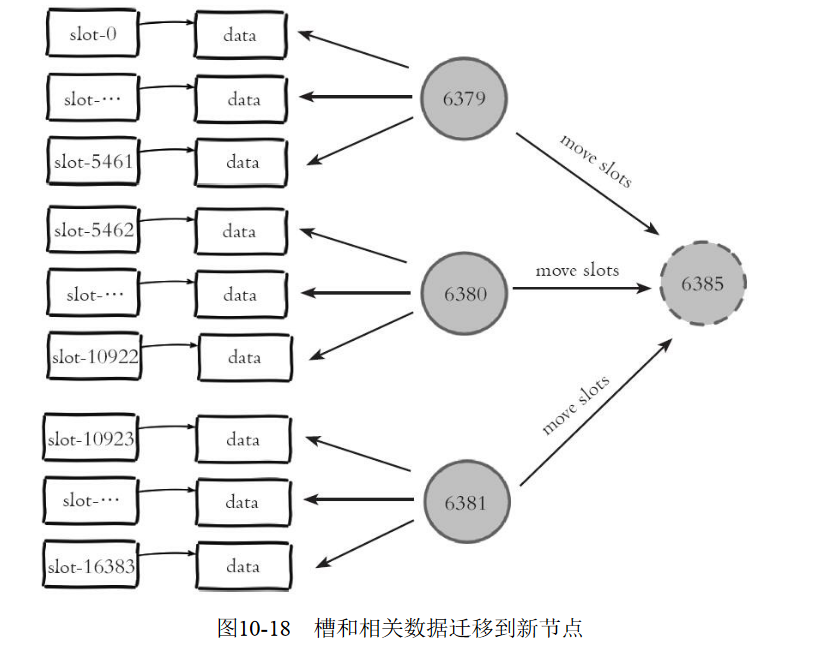 slot-0 data
slot-… data
slot-5461 data
6379
move slots
slot-5462 data
slot-… data
slot-10922 data
6380
move slots
6385
slot-10923 data
slot-… data
slot-16383 data
6381
move slots
图10-18 槽和相关数据迁移到新节点